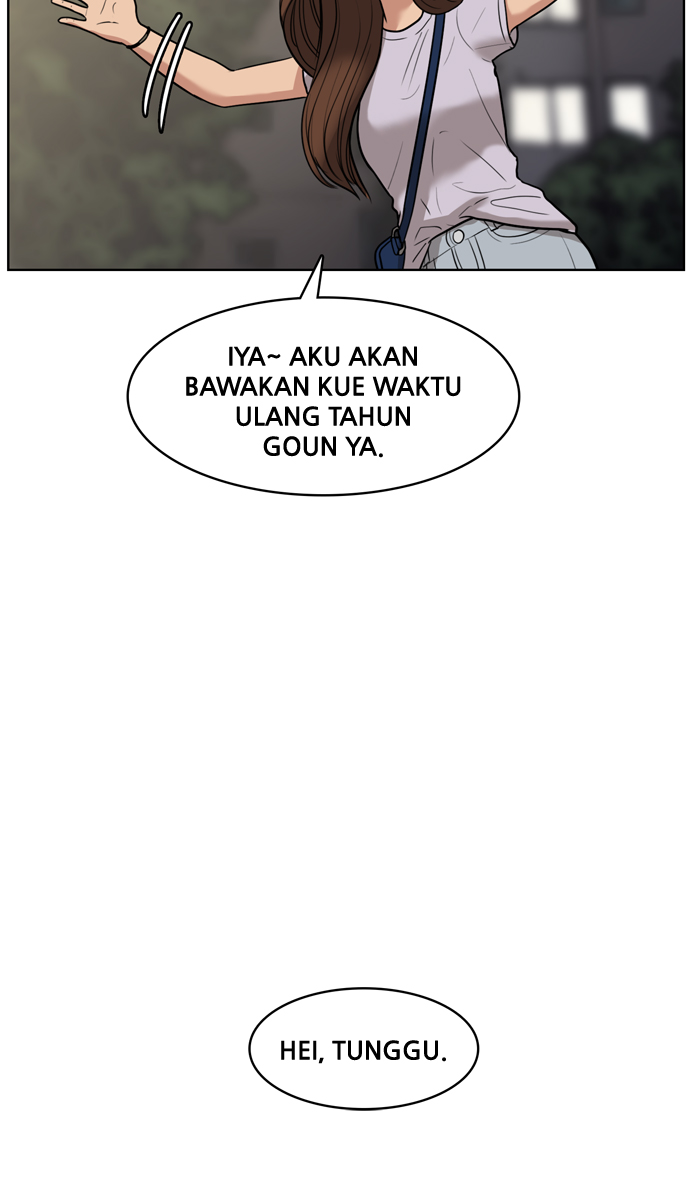 IYA~ AKU AKAN
BAWAKAN KUE WAKTU
ULANG TAHUN
GOUN YA.
HEI, TUNGGU.